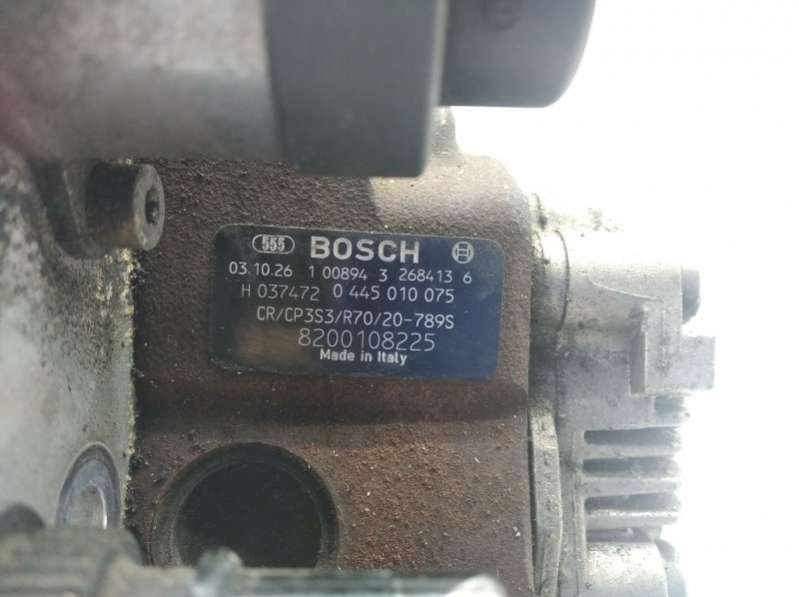 555 BOSCH
03.10.26 1 00894 3 268413 6
H 037472 0 445 010 075
CR/CP3S3/R70/20-789S
8200108225
Made in Italy